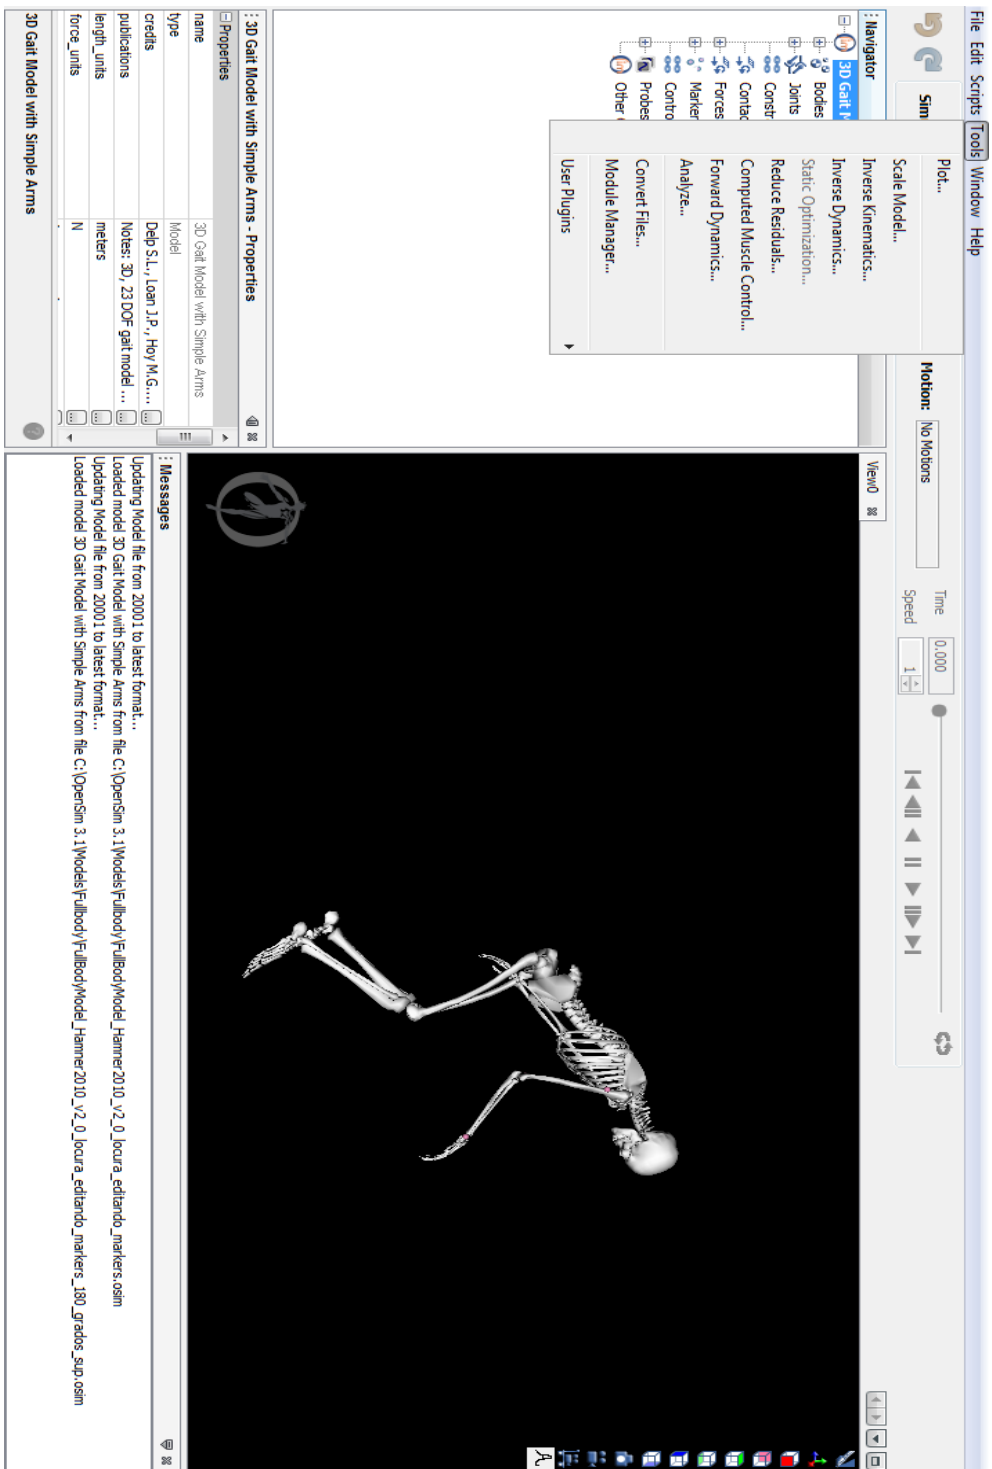 File Edit Scripts Tools Window Help
Sim
Motion: No Motions
Time 0.000
Speed 1
Plot...
Scale Model...
Inverse Kinematics...
Inverse Dynamics...
Static Optimization...
Reduce Residuals...
Computed Muscle Control...
Forward Dynamics...
Analyze...
Convert Files...
Module Manager...
User Plugins
Navigator
3D Gait M
Bodies
Joints
Constr
Contac
Forces
Marker
Contro
Probes
Other
View0
3D Gait Model with Simple Arms - Properties
Properties
name 3D Gait Model with Simple Arms
type Model
credits Delp S.L., Loan J.P., Hoy M.G....
publications Notes: 3D, 23 DOF gait model ...
length_units meters
force_units N
3D Gait Model with Simple Arms
Messages
Updating Model file from 20001 to latest format...
Loaded model 3D Gait Model with Simple Arms from file C:\OpenSim 3.1\Models\Fullbody\FullBodyModel_Hamner2010_v2_0_locura_editando_markers.osim
Updating Model file from 20001 to latest format...
Loaded model 3D Gait Model with Simple Arms from file C:\OpenSim 3.1\Models\Fullbody\FullBodyModel_Hamner2010_v2_0_locura_editando_markers_180_grados_sup.osim